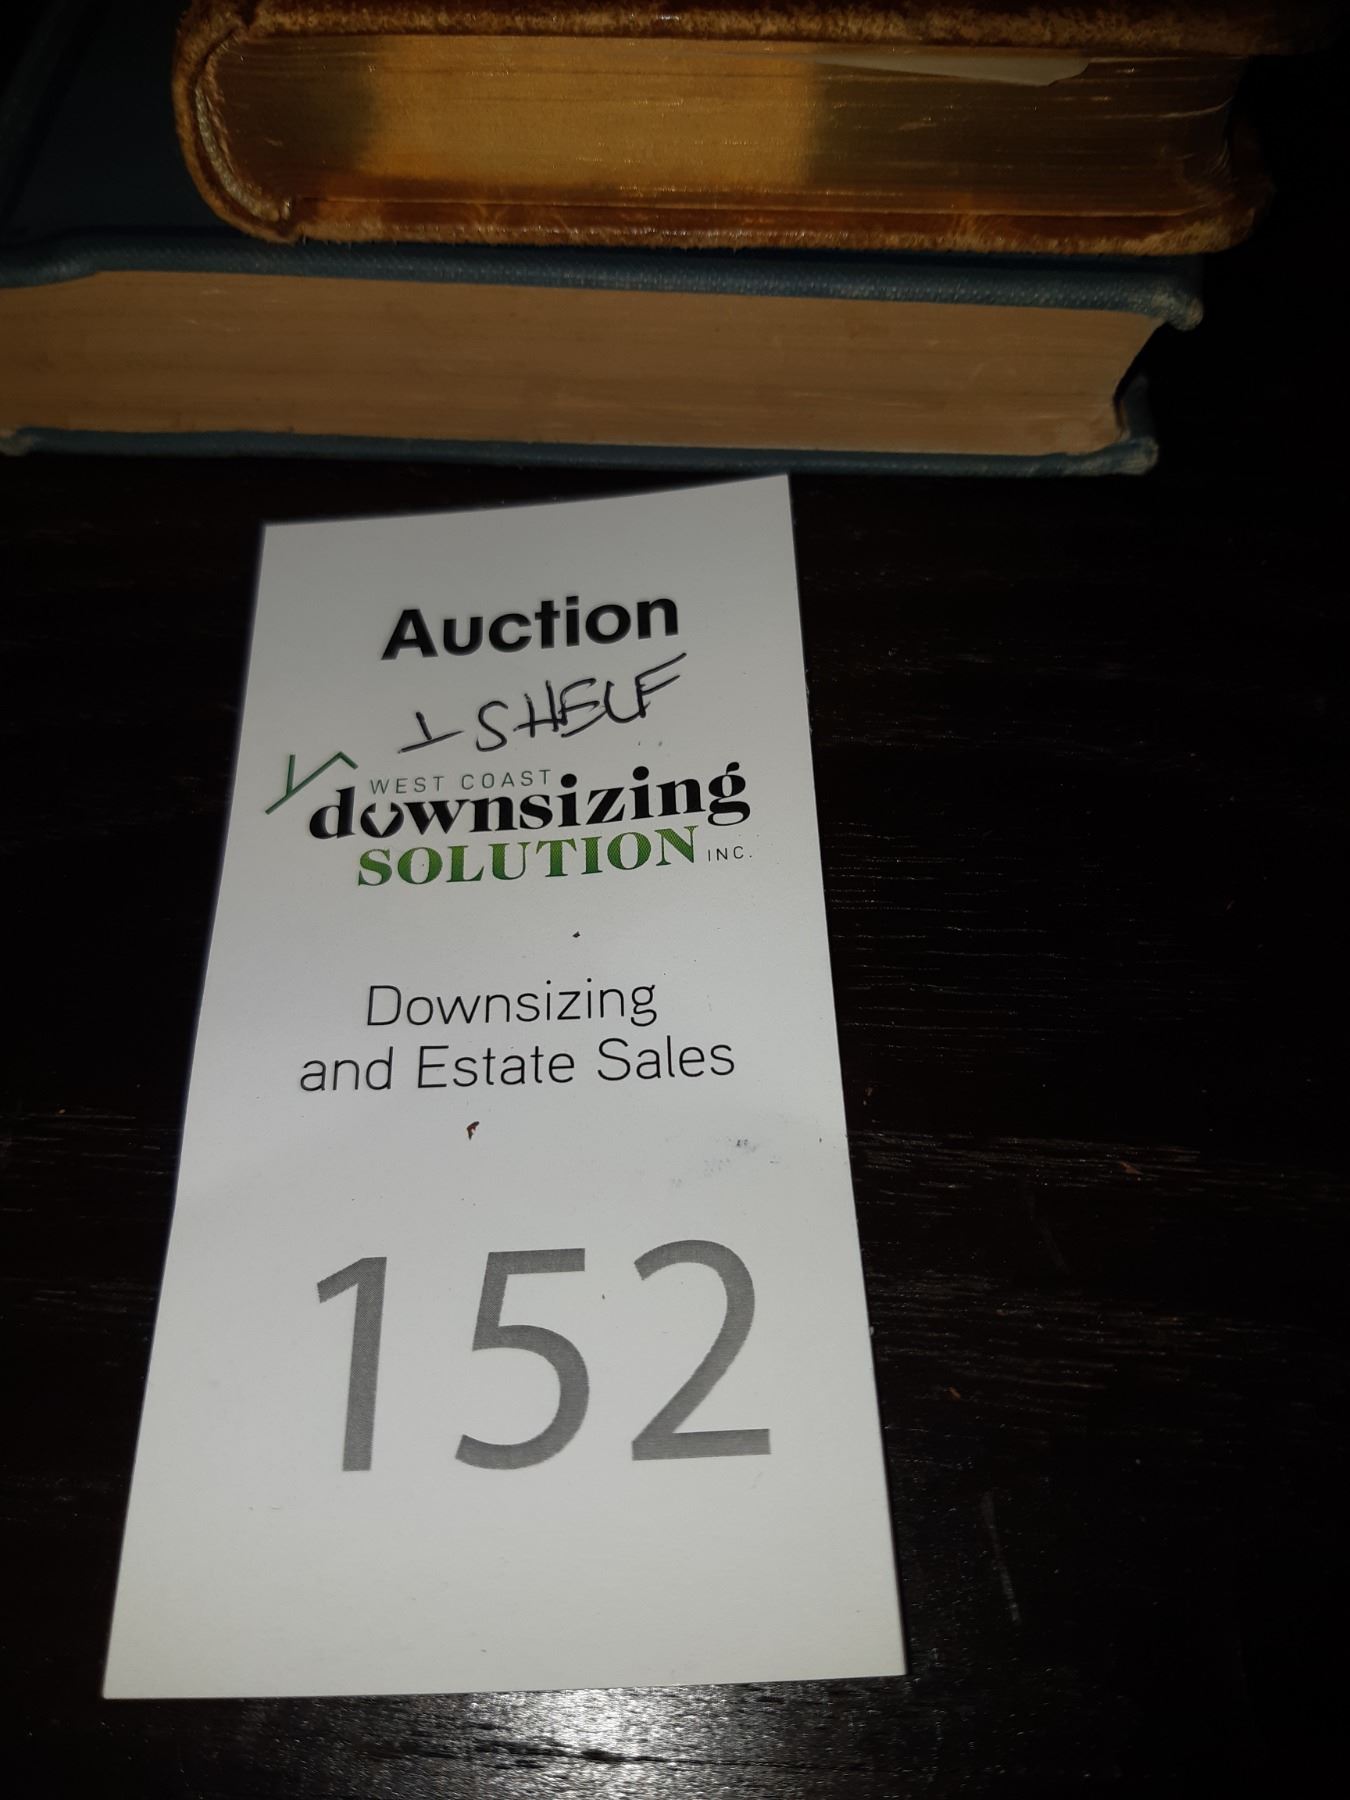 Auction
1 SHELF
WEST COAST
downsizing
SOLUTION INC.
Downsizing
and Estate Sales
152